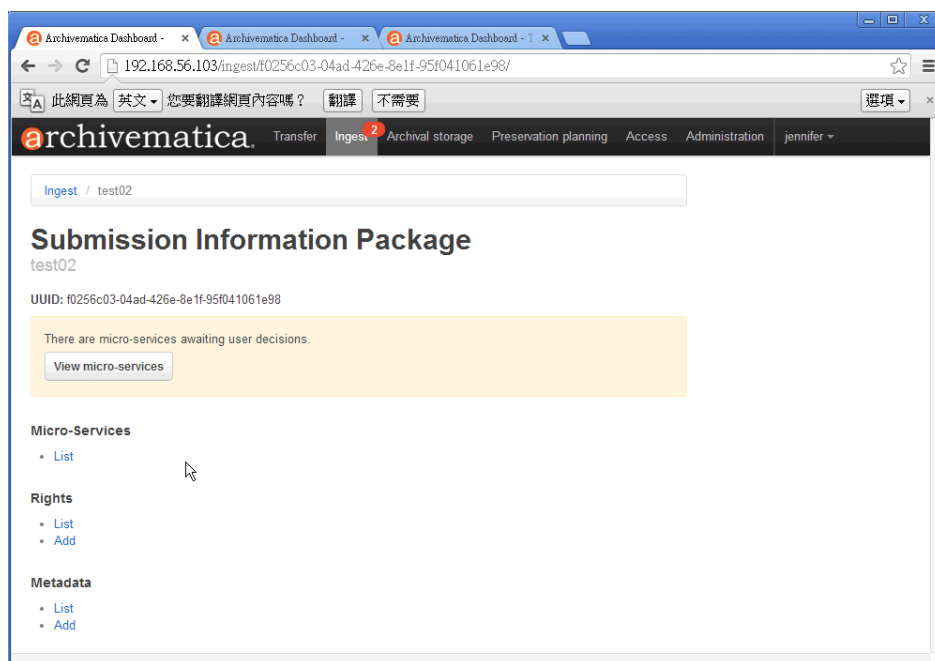 Archivematica Dashboard - × Archivematica Dashboard - × Archivematica Dashboard - T ×
192.168.56.103/ingest/f0256c03-04ad-426e-8e1f-95f041061e98/
此網頁為 英文 您要翻譯網頁內容嗎？ 翻譯 不需要 選項 ×
archivematica. Transfer Ingest 2 Archival storage Preservation planning Access Administration jennifer
Ingest / test02
Submission Information Package
test02
UUID: f0256c03-04ad-426e-8e1f-95f041061e98
There are micro-services awaiting user decisions.
View micro-services
Micro-Services
• List
Rights
• List
• Add
Metadata
• List
• Add